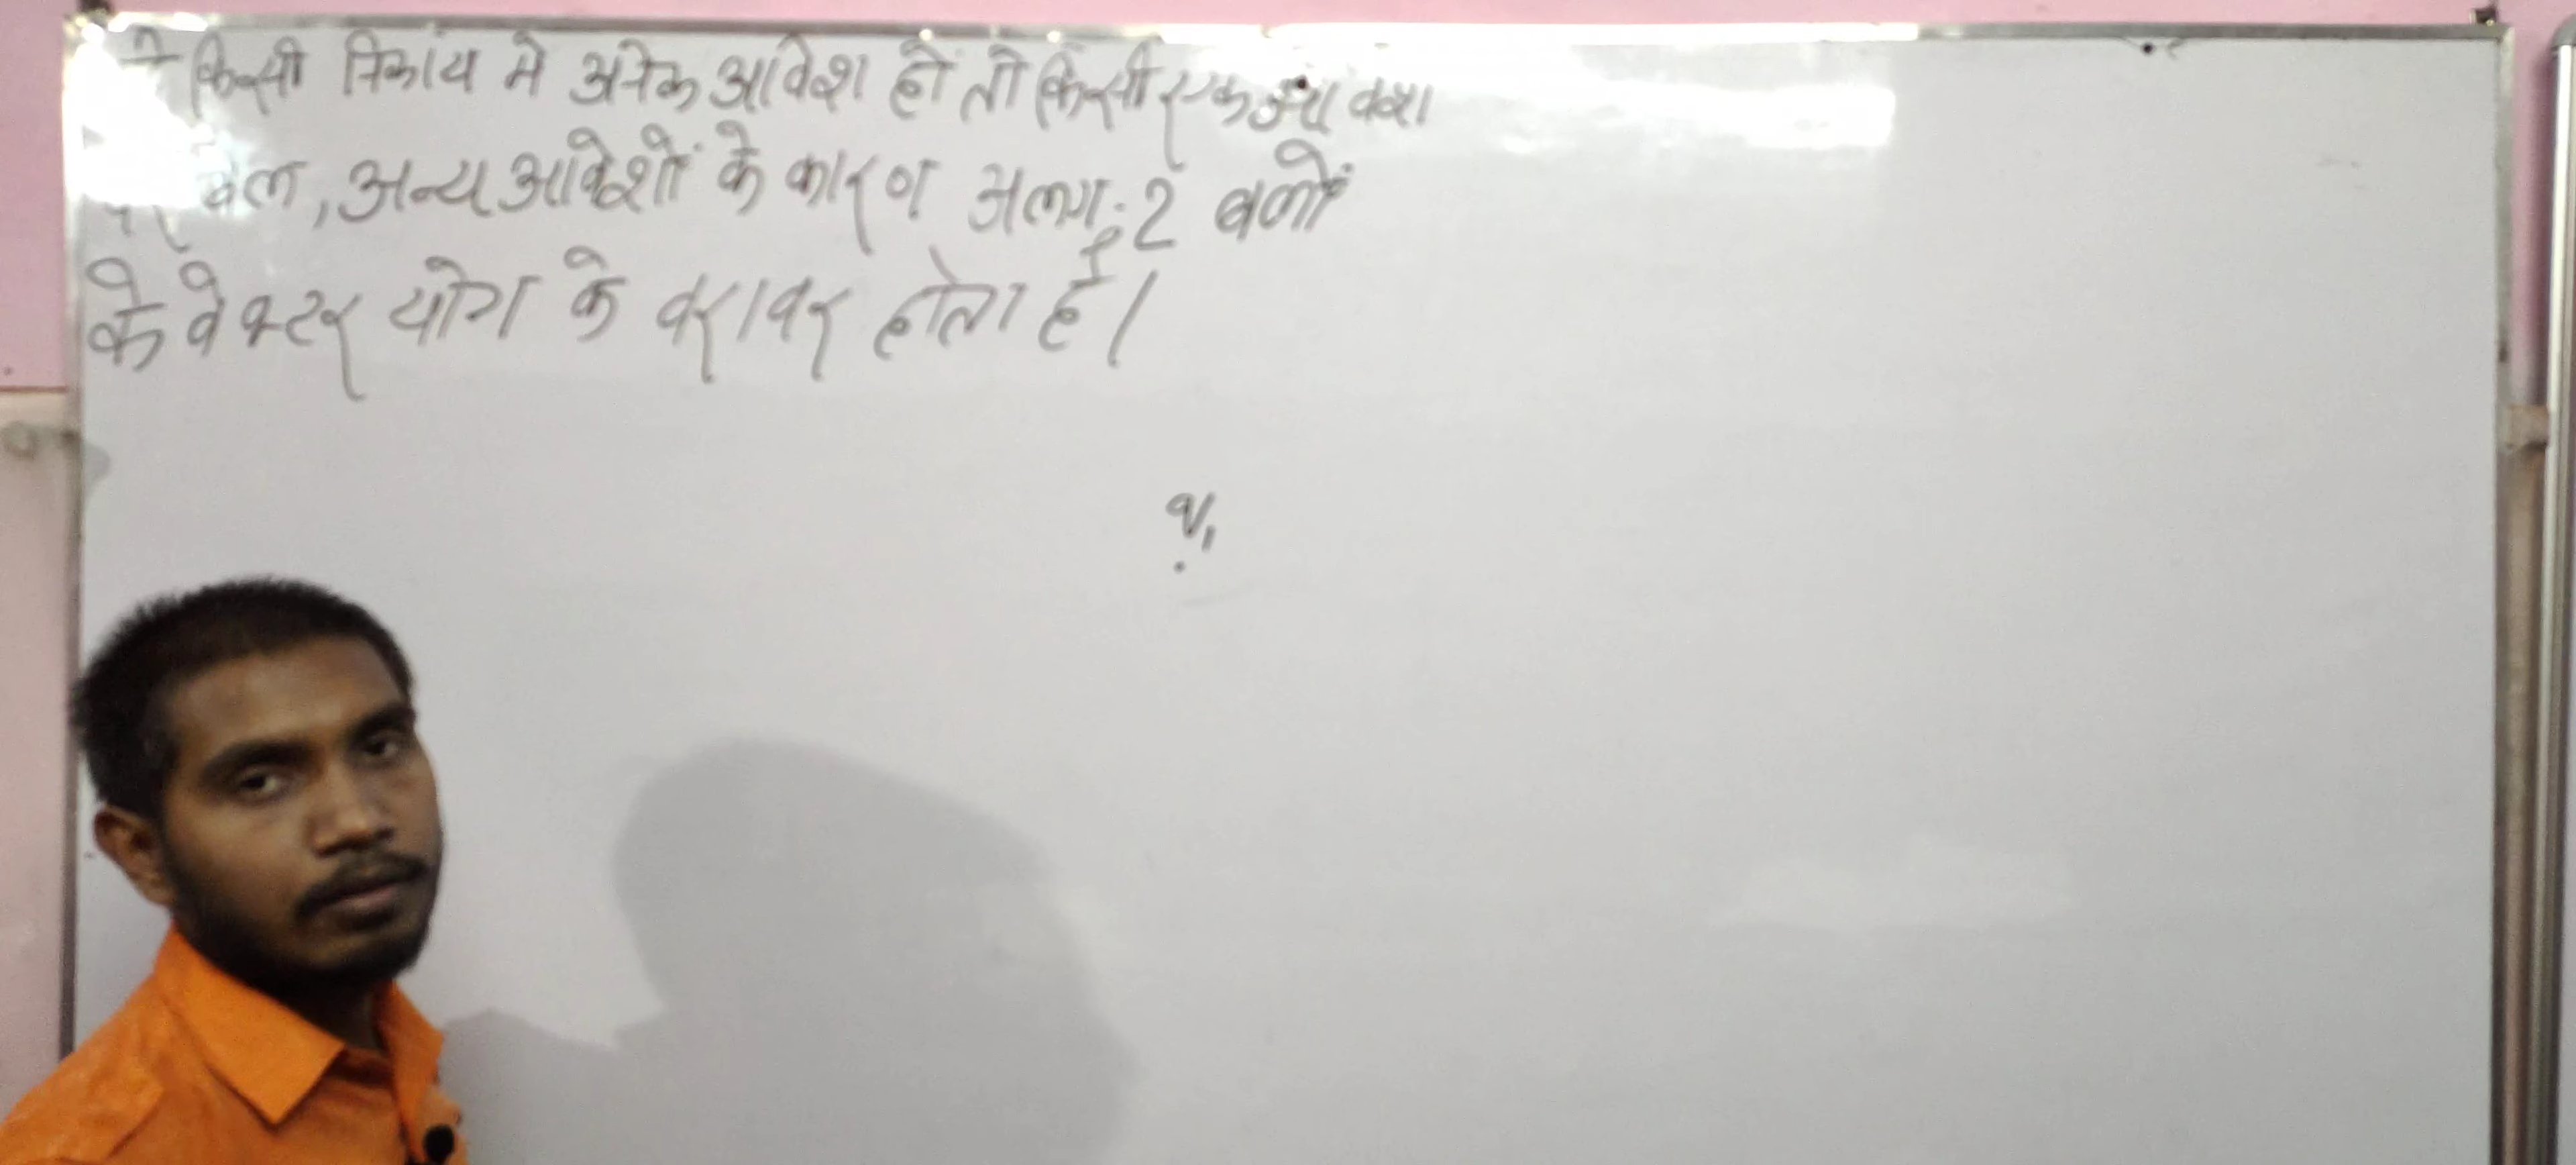 → किसी निकाय मे अनेक आवेश हों तो किसी एक आवेश
पर बल, अन्य आवेशों के कारण अलग-2 बलों
के वेक्टर योग के बराबर होता है।
q₁